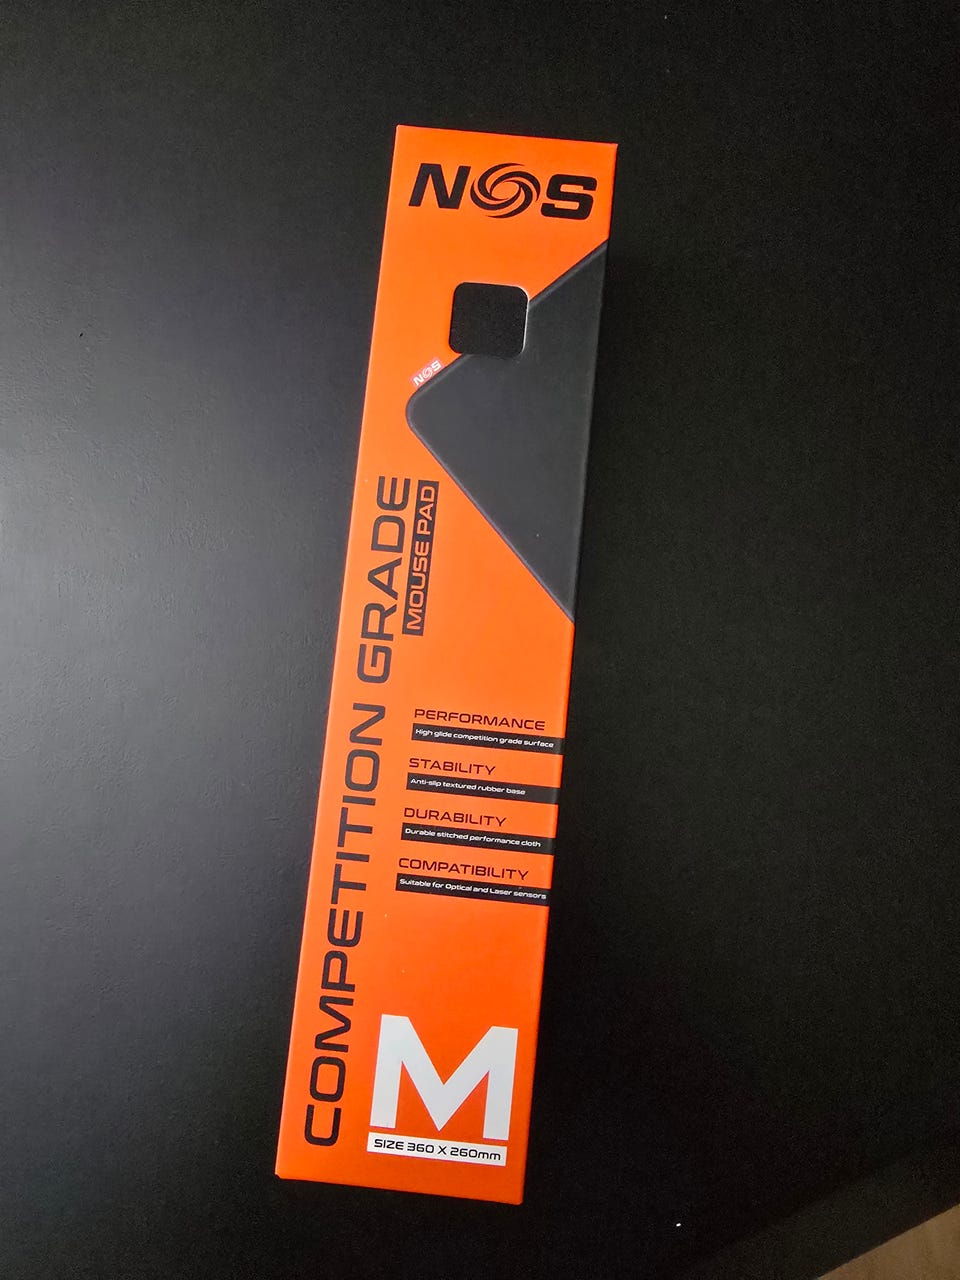 NOS
NOS
COMPETITION GRADE
MOUSE PAD
PERFORMANCE
High glide competition grade surface
STABILITY
Anti-slip textured rubber base
DURABILITY
Durable stitched performance cloth
COMPATIBILITY
Suitable for Optical and Laser sensors
M
SIZE 360 X 260mm